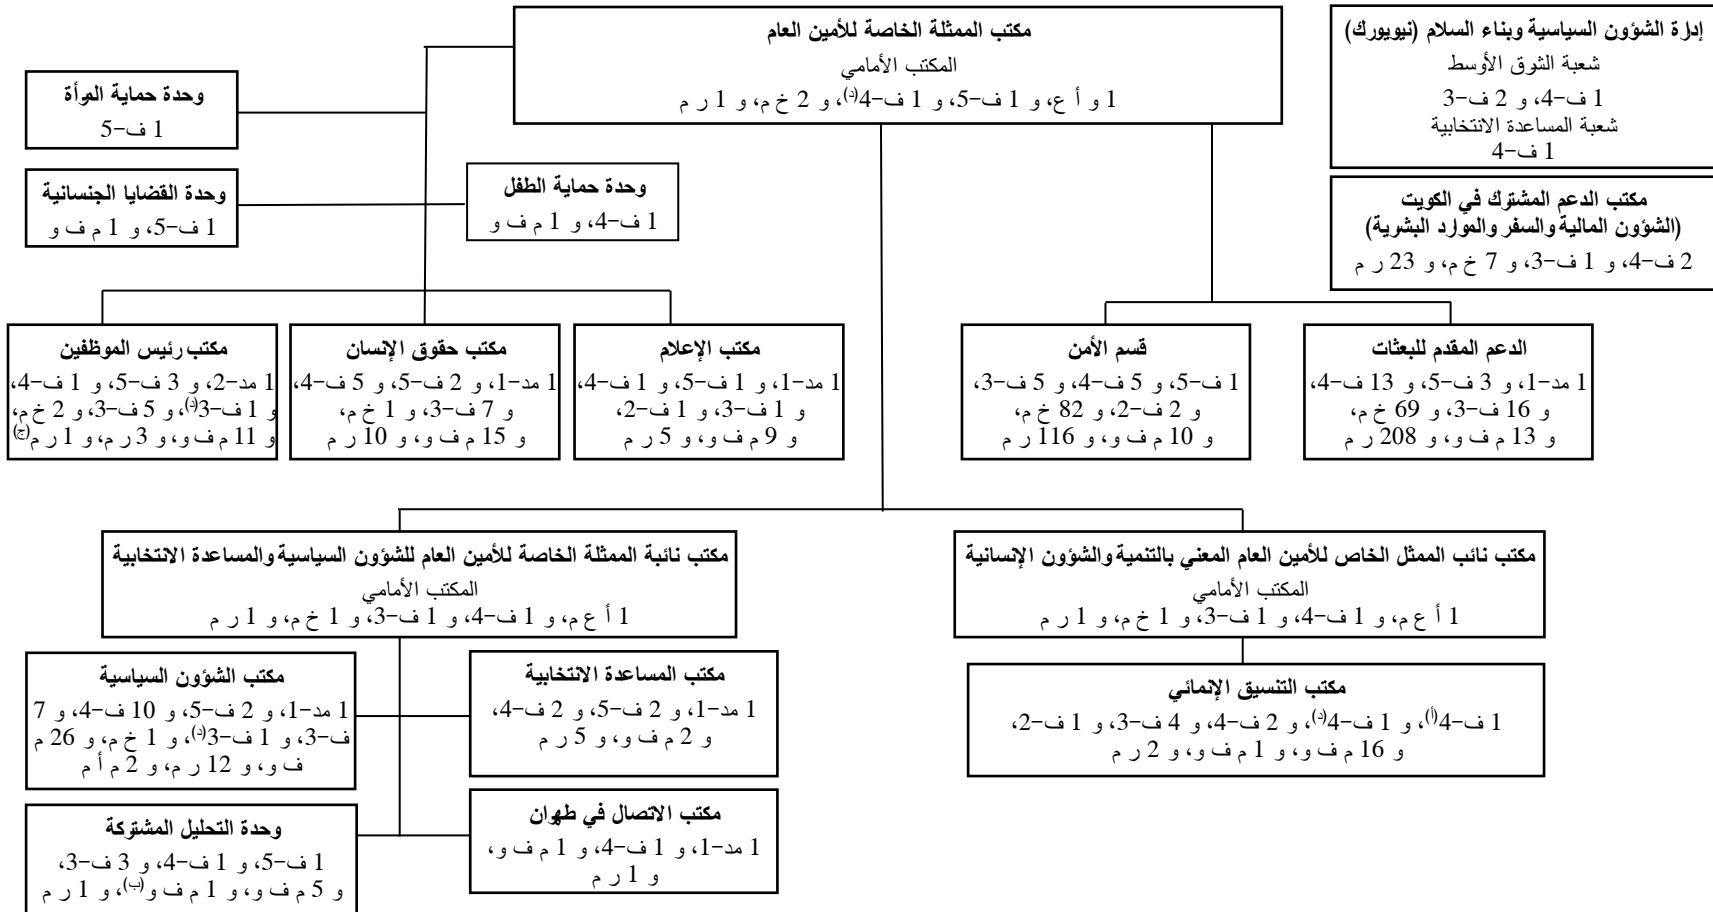 مكتب الممثلة الخاصة للأمين العام
المكتب الأمامي
1 و أ ع، و 1 ف-5، و 1 ف-4(د)، و 2 خ م، و 1 ر م
إدارة الشؤون السياسية وبناء السلام (نيويورك)
شعبة الشرق الأوسط
1 ف-4، و 2 ف-3
شعبة المساعدة الانتخابية
1 ف-4
مكتب الدعم المشترك في الكويت
(الشؤون المالية والسفر والموارد البشرية)
2 ف-4، و 1 ف-3، و 7 خ م، و 23 ر م
وحدة حماية المرأة
1 ف-5
وحدة حماية الطفل
1 ف-4، و 1 م ف و
وحدة القضايا الجنسانية
1 ف-5، و 1 م ف و
الدعم المقدم للبعثات
1 مد-1، و 3 ف-5، و 13 ف-4،
و 16 ف-3، و 69 خ م،
و 13 م ف و، و 208 ر م
قسم الأمن
1 ف-5، و 5 ف-4، و 5 ف-3،
و 2 ف-2، و 82 خ م،
و 10 م ف و، و 116 ر م
مكتب الإعلام
1 مد-1، و 1 ف-5، و 1 ف-4،
و 1 ف-3، و 1 ف-2،
و 9 م ف و، و 5 ر م
مكتب حقوق الإنسان
1 مد-1، و 2 ف-5، و 5 ف-4،
و 7 ف-3، و 1 خ م،
و 15 م ف و، و 10 ر م
مكتب رئيس الموظفين
1 مد-2، و 3 ف-5، و 1 ف-4،
و 1 ف-3(د)، و 5 ف-3، و 2 خ م،
و 11 م ف و، و 3 ر م، و 1 ر م(ج)
مكتب نائب الممثل الخاص للأمين العام المعني بالتنمية والشؤون الإنسانية
المكتب الأمامي
1 أ ع م، و 1 ف-4، و 1 ف-3، و 1 خ م، و 1 ر م
مكتب التنسيق الإنمائي
1 ف-4(أ)، و 1 ف-4(د)، و 2 ف-4، و 4 ف-3، و 1 ف-2،
و 16 م ف و، و 1 م ف و، و 2 ر م
مكتب نائبة الممثلة الخاصة للأمين العام للشؤون السياسية والمساعدة الانتخابية
المكتب الأمامي
1 أ ع م، و 1 ف-4، و 1 ف-3، و 1 خ م، و 1 ر م
مكتب المساعدة الانتخابية
1 مد-1، و 2 ف-5، و 2 ف-4،
و 2 م ف و، و 5 ر م
مكتب الشؤون السياسية
1 مد-1، و 2 ف-5، و 10 ف-4، و 7
ف-3، و 1 ف-3(د)، و 1 خ م، و 26 م
ف و، و 12 ر م، و 2 م أ م
مكتب الاتصال في طهران
1 مد-1، و 1 ف-4، و 1 م ف و،
و 1 ر م
وحدة التحليل المشتركة
1 ف-5، و 1 ف-4، و 3 ف-3،
و 5 م ف و، و 1 م ف و(ب)، و 1 ر م